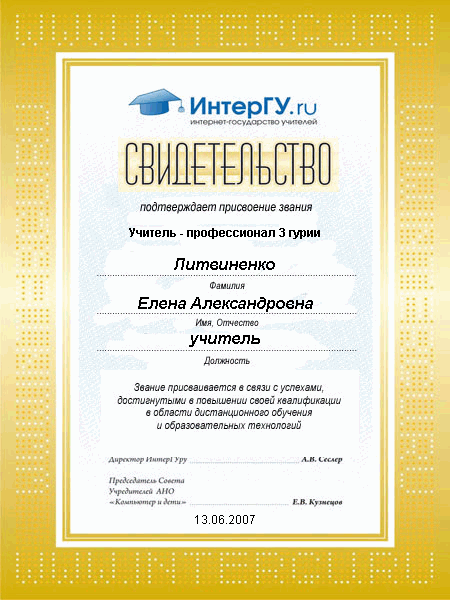 WWW.INTERGU.RU
ИнтерГУ.ru
интернет-государство учителей
СВИДЕТЕЛЬСТВО
подтверждает присвоение звания
Учитель - профессионал 3 гурии
Литвиненко
Фамилия
Елена Александровна
Имя, Отчество
учитель
Должность
Звание присваивается в связи с успехами,
достигнутыми в повышении своей квалификации
в области дистанционного обучения
и образовательных технологий
Директор ИнтерГУру А.В. Сеслер
Председатель Совета
Учредителей АНО
«Компьютер и дети» Е.В. Кузнецов
13.06.2007
WWW.INTERGU.RU